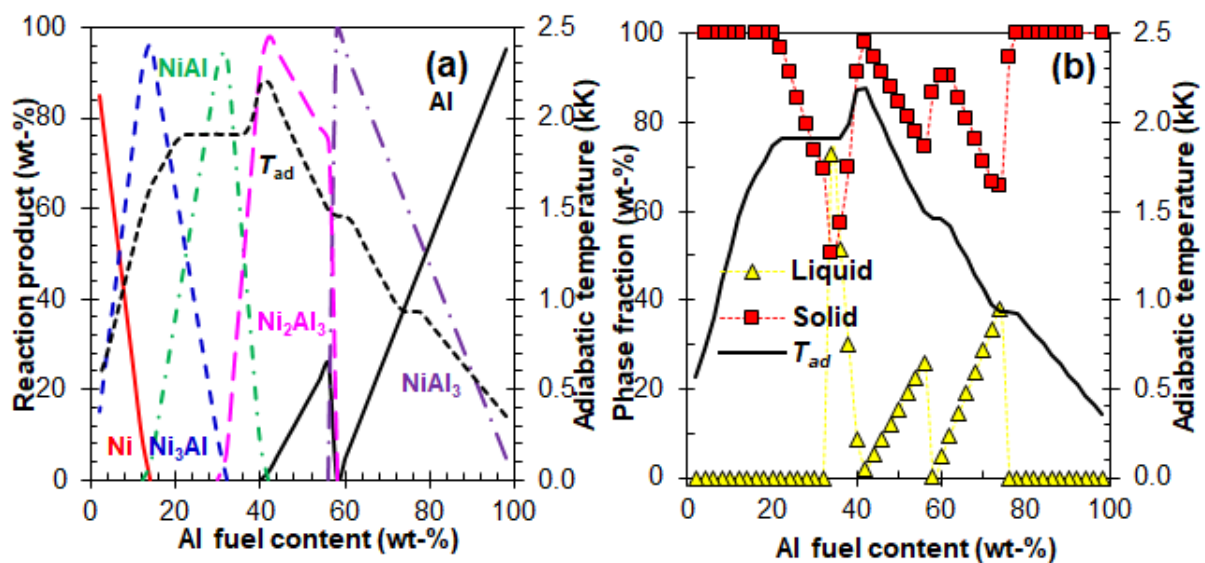 (a)
Reaction product (wt-%)
100
80
60
40
20
0
NiAl
Al
T_ad
Ni₂Al₃
NiAl₃
Ni
Ni₃Al
2.5
2.0
1.5
1.0
0.5
0.0
Adiabatic temperature (kK)
0
20
40
60
80
100
Al fuel content (wt-%)
(b)
Phase fraction (wt-%)
100
80
60
40
20
0
Liquid
Solid
T_ad
2.5
2.0
1.5
1.0
0.5
0.0
Adiabatic temperature (kK)
0
20
40
60
80
100
Al fuel content (wt-%)